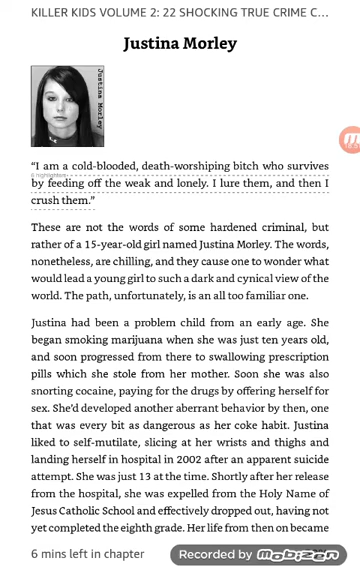 KILLER KIDS VOLUME 2: 22 SHOCKING TRUE CRIME C...
Justina Morley
Justina Morley
“I am a cold-blooded, death-worshiping bitch who survives
6 highlighters
by feeding off the weak and lonely. I lure them, and then I
crush them.”
These are not the words of some hardened criminal, but
rather of a 15-year-old girl named Justina Morley. The words,
nonetheless, are chilling, and they cause one to wonder what
would lead a young girl to such a dark and cynical view of the
world. The path, unfortunately, is an all too familiar one.
Justina had been a problem child from an early age. She
began smoking marijuana when she was just ten years old,
and soon progressed from there to swallowing prescription
pills which she stole from her mother. Soon she was also
snorting cocaine, paying for the drugs by offering herself for
sex. She’d developed another aberrant behavior by then, one
that was every bit as dangerous as her coke habit. Justina
liked to self-mutilate, slicing at her wrists and thighs and
landing herself in hospital in 2002 after an apparent suicide
attempt. She was just 13 at the time. Shortly after her release
from the hospital, she was expelled from the Holy Name of
Jesus Catholic School and effectively dropped out, having not
yet completed the eighth grade. Her life from then on became
6 mins left in chapter
Recorded by mobizen